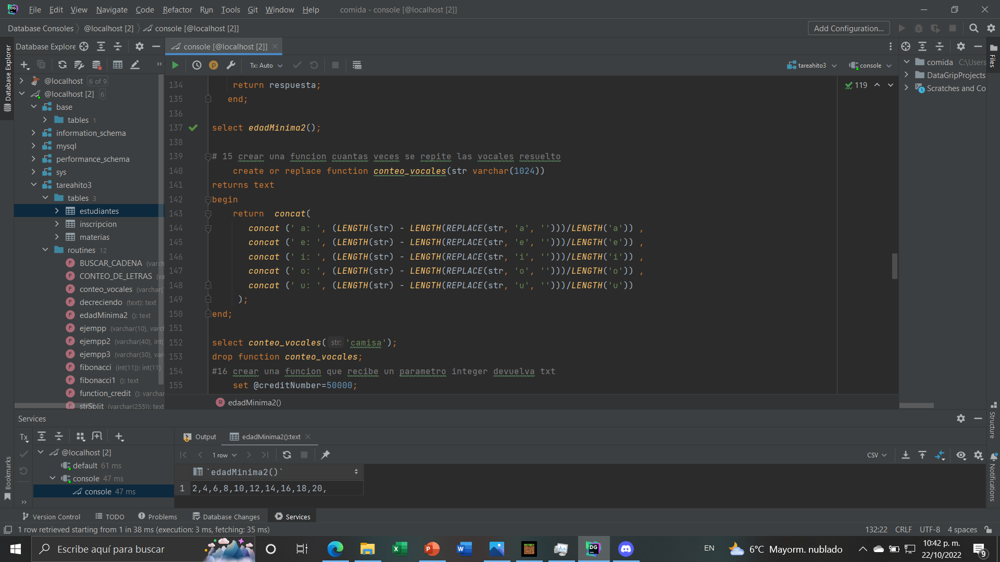 File Edit View Navigate Code Refactor Run Tools Git Window Help comida - console [@localhost [2]]
Database Consoles @localhost [2] console [@localhost [2]] Add Configuration...
Database Explore console [@localhost [2]]
Tx: Auto tareahito3 console
Database Explorer
@localhost 6 of 9
@localhost [2] 6
base
tables 1
information_schema
mysql
performance_schema
sys
tareahito3
tables 3
estudiantes
inscripcion
materias
routines 12
BUSCAR_CADENA (varch
CONTEO_DE_LETRAS (va
conteo_vocales (varchar(
decreciendo (text): text
edadMinima2 (): text
ejempp (varchar(10), varch
ejempp2 (varchar(40), int(
ejempp3 (varchar(30), var
fibonacci (int(11)): int(11)
fibonacci1 (): text
function_credit (): varchar
strSplit (varchar(255)): text
134 return respuesta;
135 end;
136
137 select edadMinima2();
138
139 # 15 crear una funcion cuantas veces se repite las vocales resuelto
140 create or replace function conteo_vocales(str varchar(1024))
141 returns text
142 begin
143 return  concat(
144 concat (' a: ', (LENGTH(str) - LENGTH(REPLACE(str, 'a', '')))/LENGTH('a')) ,
145 concat (' e: ', (LENGTH(str) - LENGTH(REPLACE(str, 'e', '')))/LENGTH('e')) ,
146 concat (' i: ', (LENGTH(str) - LENGTH(REPLACE(str, 'i', '')))/LENGTH('i')) ,
147 concat (' o: ', (LENGTH(str) - LENGTH(REPLACE(str, 'o', '')))/LENGTH('o')) ,
148 concat (' u: ', (LENGTH(str) - LENGTH(REPLACE(str, 'u', '')))/LENGTH('u'))
149 );
150 end;
151
152 select conteo_vocales( str: 'camisa');
153 drop function conteo_vocales;
154 #16 crear una funcion que recibe un parametro integer devuelva txt
155 set @creditNumber=50000;
119
R edadMinima2()
comida C:\Users
DataGripProjects
Scratches and Co
Files
Structure
Notifications
Bookmarks
Services
Tx
@localhost [2]
default 61 ms
console 47 ms
console 47 ms
Output edadMinima2():text
1 row CSV
`edadMinima2()`
1 2,4,6,8,10,12,14,16,18,20,
Version Control TODO Problems Database Changes Services
1 row retrieved starting from 1 in 38 ms (execution: 3 ms, fetching: 35 ms) 132:22 CRLF UTF-8 4 spaces
Escribe aquí para buscar EN 6°C Mayorm. nublado 10:42 p. m.
22/10/2022 9